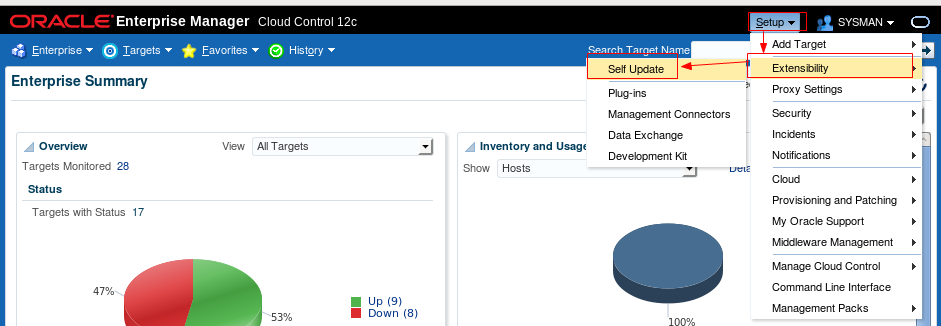 ORACLE Enterprise Manager Cloud Control 12c
Setup SYSMAN
Enterprise Targets Favorites History Search Target Name
Add Target
Extensibility
Proxy Settings
Security
Incidents
Notifications
Cloud
Provisioning and Patching
My Oracle Support
Middleware Management
Manage Cloud Control
Command Line Interface
Management Packs
Self Update
Plug-ins
Management Connectors
Data Exchange
Development Kit
Enterprise Summary
Overview
View All Targets
Targets Monitored 28
Status
Targets with Status 17
47%
53%
Up (9)
Down (8)
Inventory and Usage
Show Hosts
100%